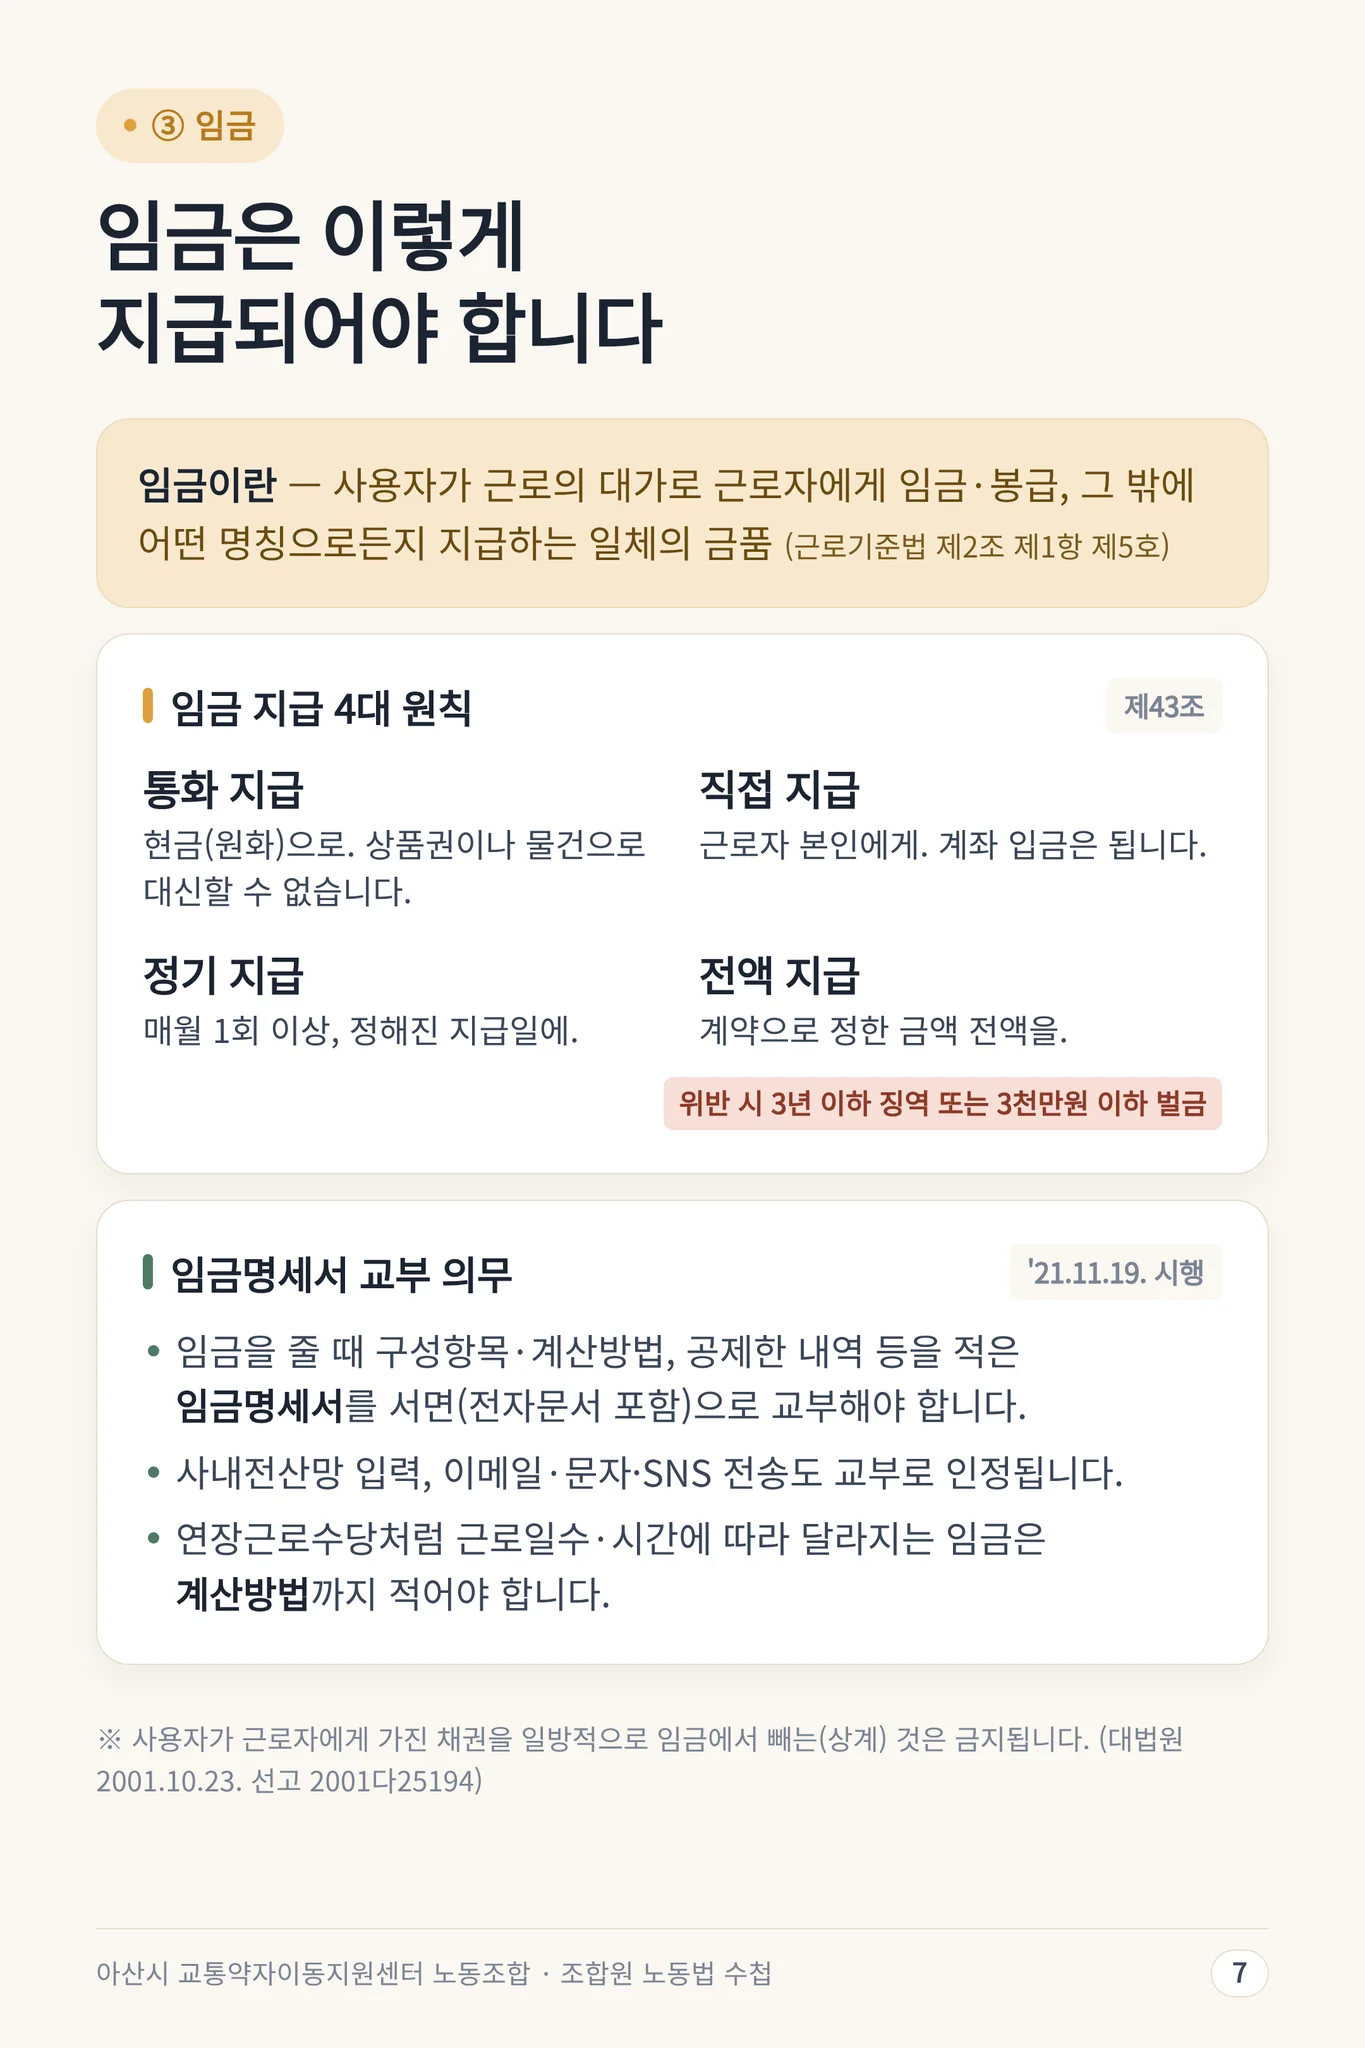 ③ 임금
임금은 이렇게
지급되어야 합니다
임금이란 — 사용자가 근로의 대가로 근로자에게 임금·봉급, 그 밖에
어떤 명칭으로든지 지급하는 일체의 금품 (근로기준법 제2조 제1항 제5호)
임금 지급 4대 원칙
제43조
통화 지급
현금(원화)으로. 상품권이나 물건으로
대신할 수 없습니다.
직접 지급
근로자 본인에게. 계좌 입금은 됩니다.
정기 지급
매월 1회 이상, 정해진 지급일에.
전액 지급
계약으로 정한 금액 전액을.
위반 시 3년 이하 징역 또는 3천만원 이하 벌금
임금명세서 교부 의무
'21.11.19. 시행
• 임금을 줄 때 구성항목·계산방법, 공제한 내역 등을 적은
임금명세서를 서면(전자문서 포함)으로 교부해야 합니다.
• 사내전산망 입력, 이메일·문자·SNS 전송도 교부로 인정됩니다.
• 연장근로수당처럼 근로일수·시간에 따라 달라지는 임금은
계산방법까지 적어야 합니다.
※ 사용자가 근로자에게 가진 채권을 일방적으로 임금에서 빼는(상계) 것은 금지됩니다. (대법원
2001.10.23. 선고 2001다25194)
아산시 교통약자이동지원센터 노동조합 · 조합원 노동법 수첩
7